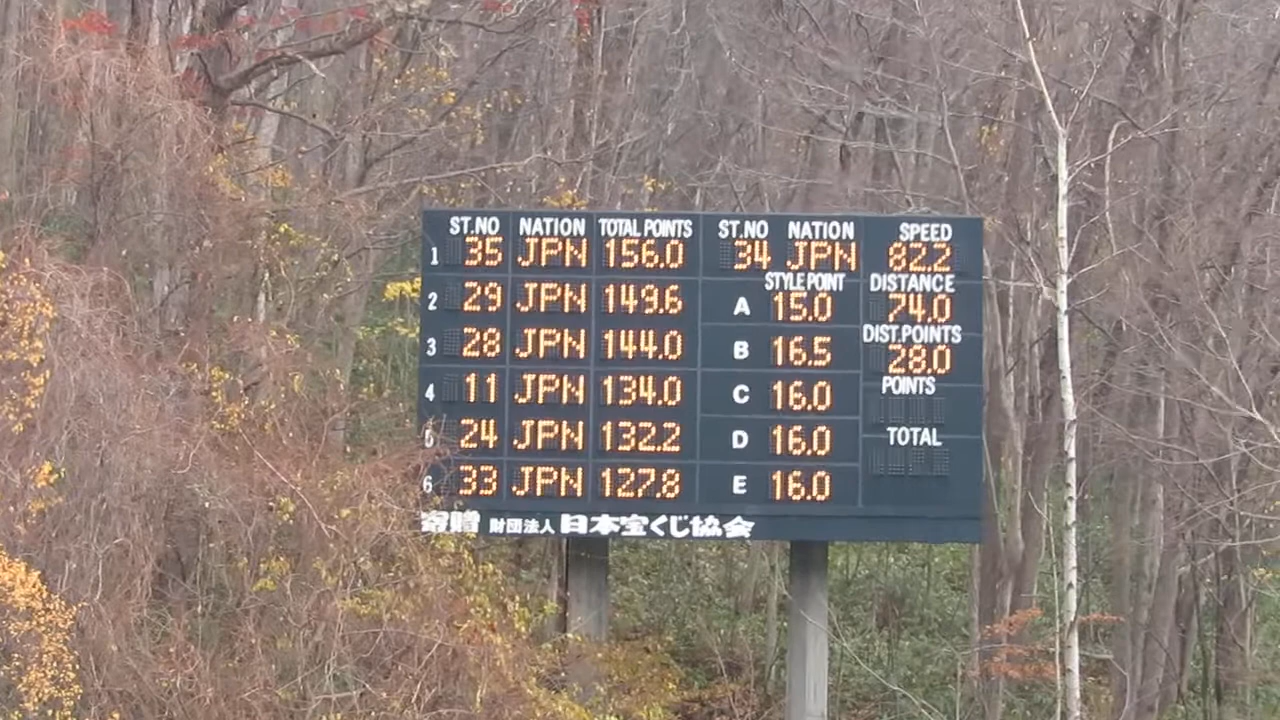 ST.NO NATION TOTAL POINTS ST.NO NATION SPEED
1 35 JPN 156.0 34 JPN 82.2
STYLE POINT DISTANCE
2 29 JPN 149.6 A 15.0 74.0
DIST.POINTS
3 28 JPN 144.0 B 16.5 28.0
POINTS
4 11 JPN 134.0 C 16.0
5 24 JPN 132.2 D 16.0 TOTAL
6 33 JPN 127.8 E 16.0
寄贈 財団法人 日本宝くじ協会